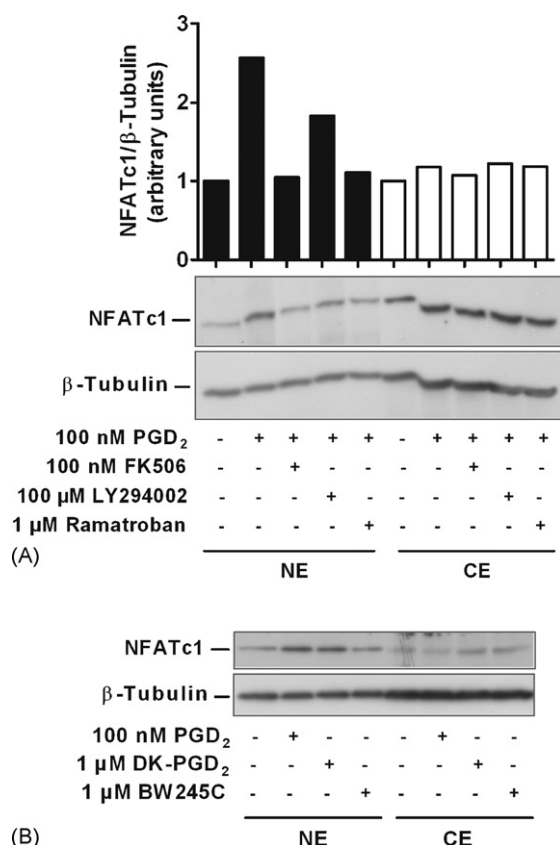 3
2
1
0
NFATc1/β-Tubulin
(arbitrary units)
NFATc1
β-Tubulin
100 nM PGD₂ - + + + + - + + + +
100 nM FK506 - - + - - - - + - -
100 µM LY294002 - - - + - - - - + -
1 µM Ramatroban - - - - + - - - - +
(A)
NE CE
NFATc1
β-Tubulin
100 nM PGD₂ - + - - - + - -
1 µM DK-PGD₂ - - + - - - + -
1 µM BW245C - - - + - - - +
(B)
NE CE